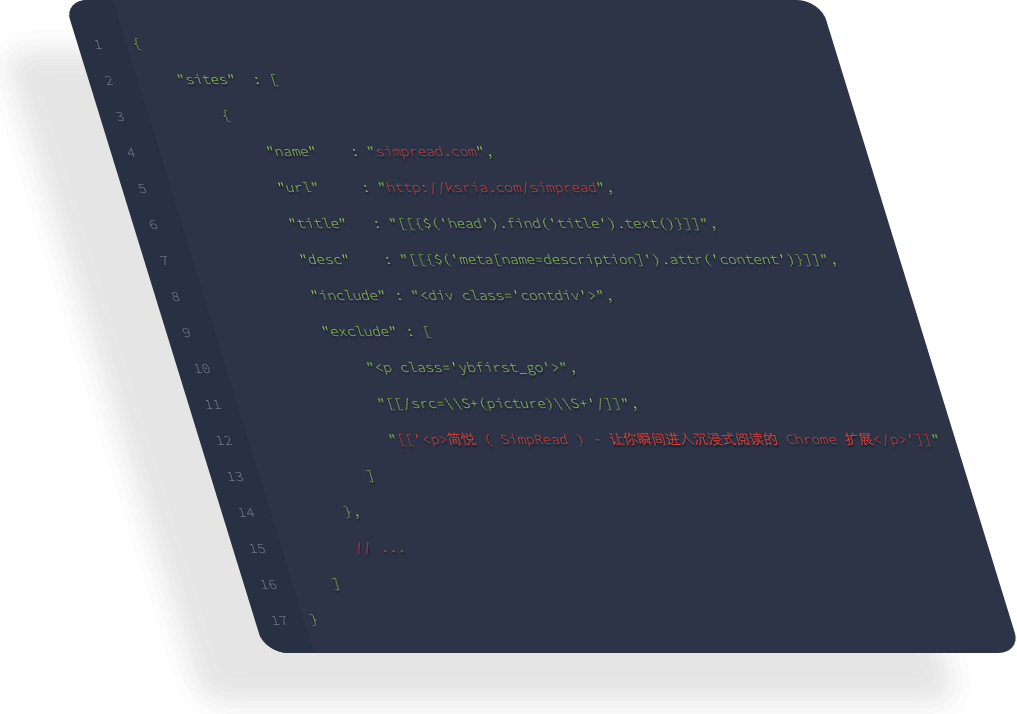 1 {
2 "sites" : [
3 {
4 "name" : "simpread.com",
5 "url" : "http://ksria.com/simpread",
6 "title" : "[[{$('head').find('title').text()}]]",
7 "desc" : "[[{$('meta[name=description]').attr('content')}]]",
8 "include" : "<div class='contdiv'>",
9 "exclude" : [
10 "<p class='ybfirst_go'>",
11 "[[/src=\\S+(picture)\\S+'/]]",
12 "[['<p>简悦 ( SimpRead ) - 让你瞬间进入沉浸式阅读的 Chrome 扩展</p>']]"
13 ]
14 },
15 // ...
16 ]
17 }